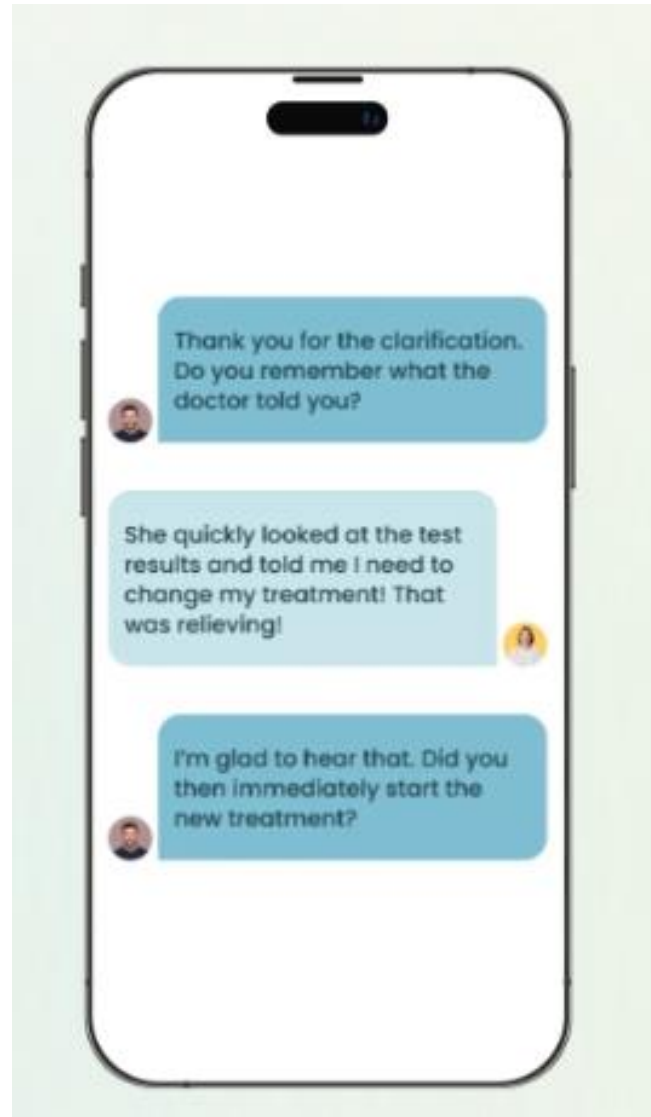 Thank you for the clarification.
Do you remember what the
doctor told you?
She quickly looked at the test
results and told me I need to
change my treatment! That
was relieving!
I'm glad to hear that. Did you
then immediately start the
new treatment?